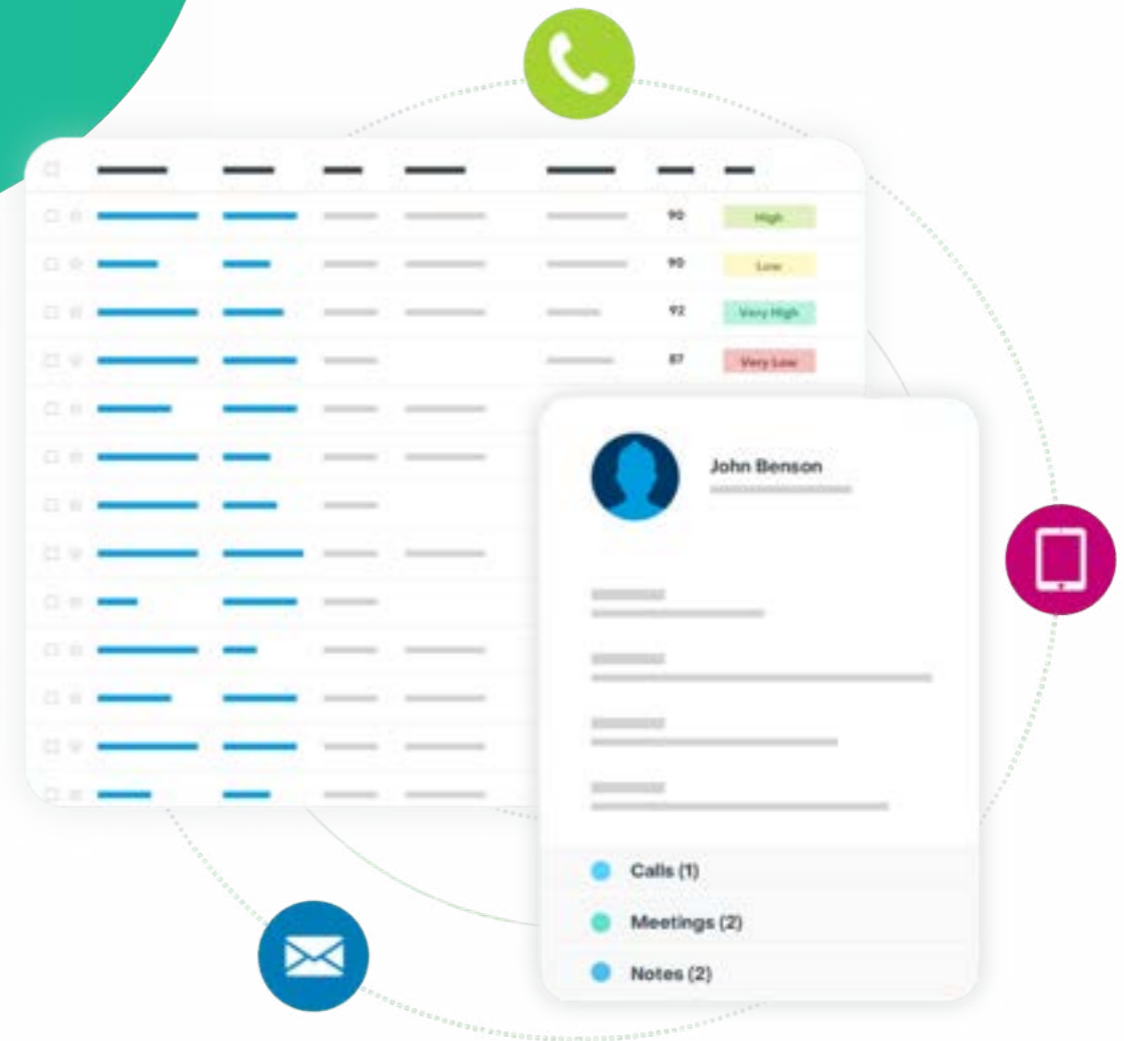 90 High
90 Low
92 Very High
87 Very Low
John Benson
Calls (1)
Meetings (2)
Notes (2)